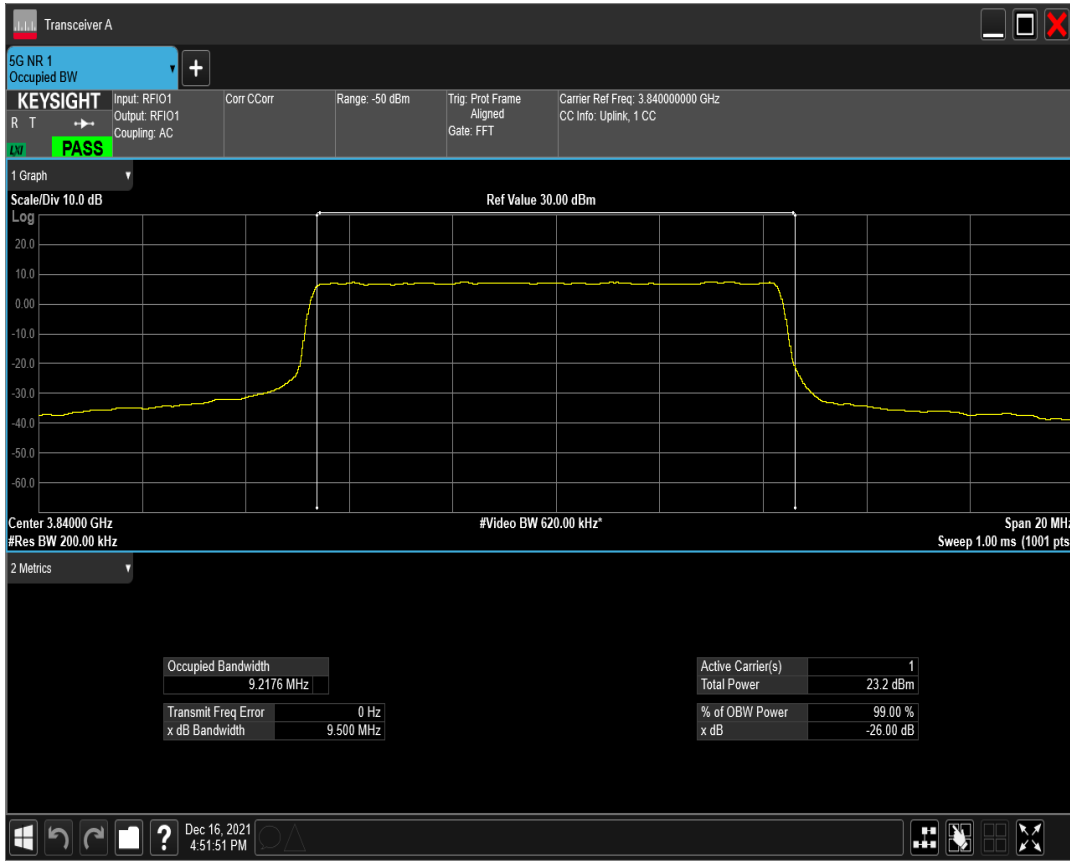 Transceiver A
5G NR 1
Occupied BW
KEYSIGHT
R T
LXI
PASS
Input: RFIO1
Output: RFIO1
Coupling: AC
Corr CCorr
Range: -50 dBm
Trig: Prot Frame
Aligned
Gate: FFT
Carrier Ref Freq: 3.840000000 GHz
CC Info: Uplink, 1 CC
1 Graph
Scale/Div 10.0 dB
Ref Value 30.00 dBm
Log
20.0
10.0
0.00
-10.0
-20.0
-30.0
-40.0
-50.0
-60.0
Center 3.84000 GHz
#Video BW 620.00 kHz*
Span 20 MHz
#Res BW 200.00 kHz
Sweep 1.00 ms (1001 pts
2 Metrics
Occupied Bandwidth
9.2176 MHz
Transmit Freq Error 0 Hz
x dB Bandwidth 9.500 MHz
Active Carrier(s) 1
Total Power 23.2 dBm
% of OBW Power 99.00 %
x dB -26.00 dB
Dec 16, 2021
4:51:51 PM